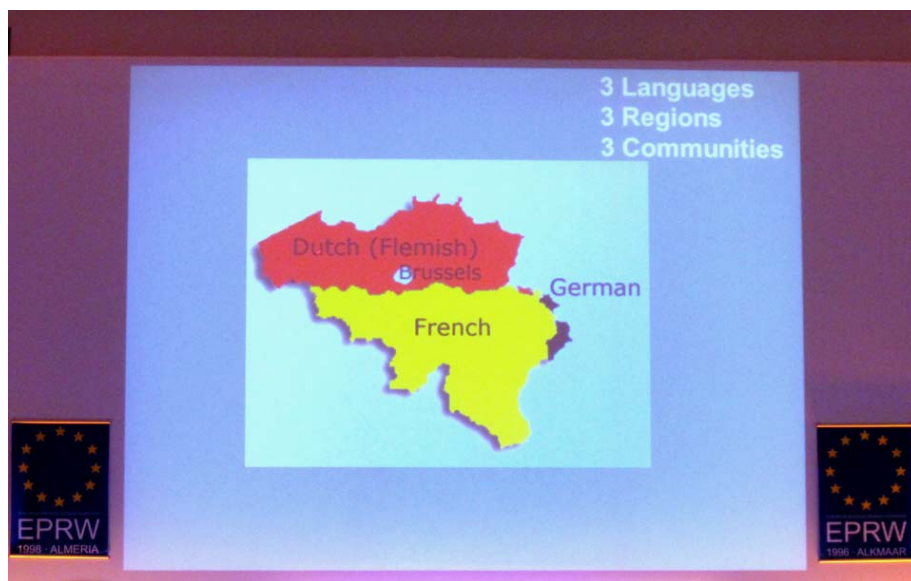 3 Languages
3 Regions
3 Communities
Dutch (Flemish)
Brussels
German
French
EPRW
1998 · ALMERIA
EPRW
1996 · ALKMAAR